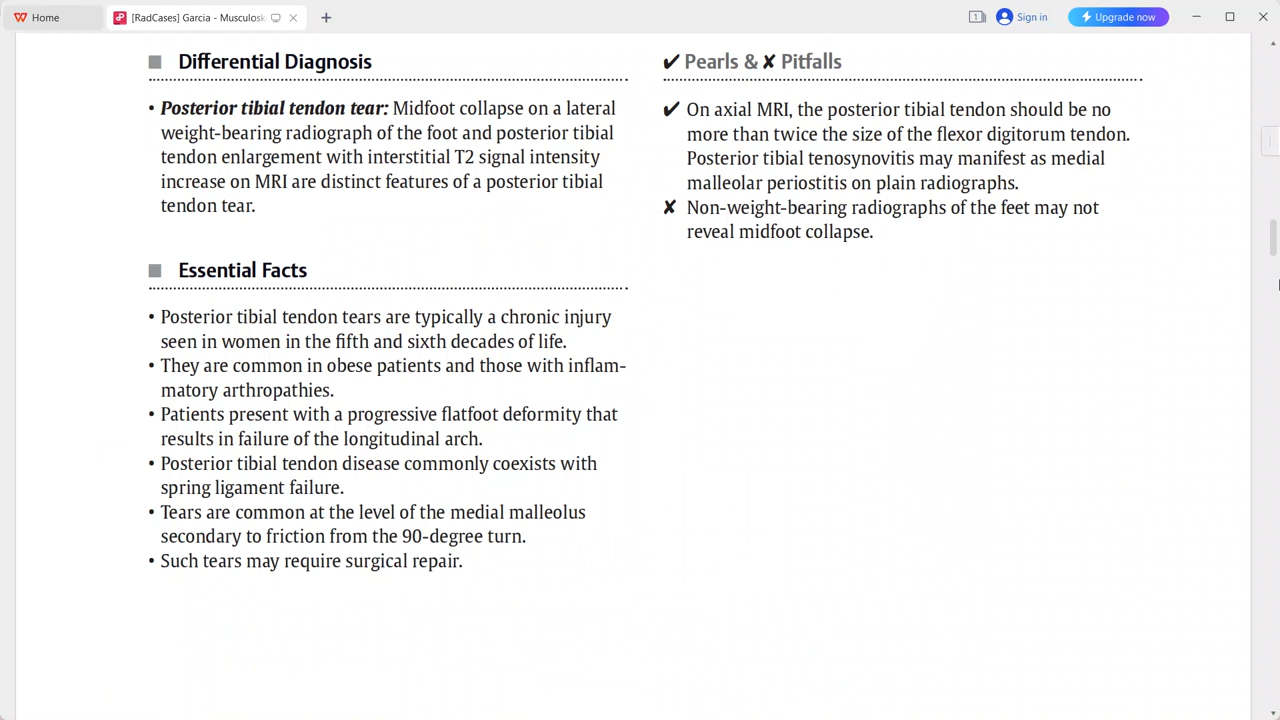 Home
[RadCases] Garcia - Musculosk
1
Sign in
Upgrade now
Differential Diagnosis
• Posterior tibial tendon tear: Midfoot collapse on a lateral
weight-bearing radiograph of the foot and posterior tibial
tendon enlargement with interstitial T2 signal intensity
increase on MRI are distinct features of a posterior tibial
tendon tear.
Essential Facts
• Posterior tibial tendon tears are typically a chronic injury
seen in women in the fifth and sixth decades of life.
• They are common in obese patients and those with inflam-
matory arthropathies.
• Patients present with a progressive flatfoot deformity that
results in failure of the longitudinal arch.
• Posterior tibial tendon disease commonly coexists with
spring ligament failure.
• Tears are common at the level of the medial malleolus
secondary to friction from the 90-degree turn.
• Such tears may require surgical repair.
✔ Pearls & ✘ Pitfalls
✔ On axial MRI, the posterior tibial tendon should be no
more than twice the size of the flexor digitorum tendon.
Posterior tibial tenosynovitis may manifest as medial
malleolar periostitis on plain radiographs.
✘ Non-weight-bearing radiographs of the feet may not
reveal midfoot collapse.